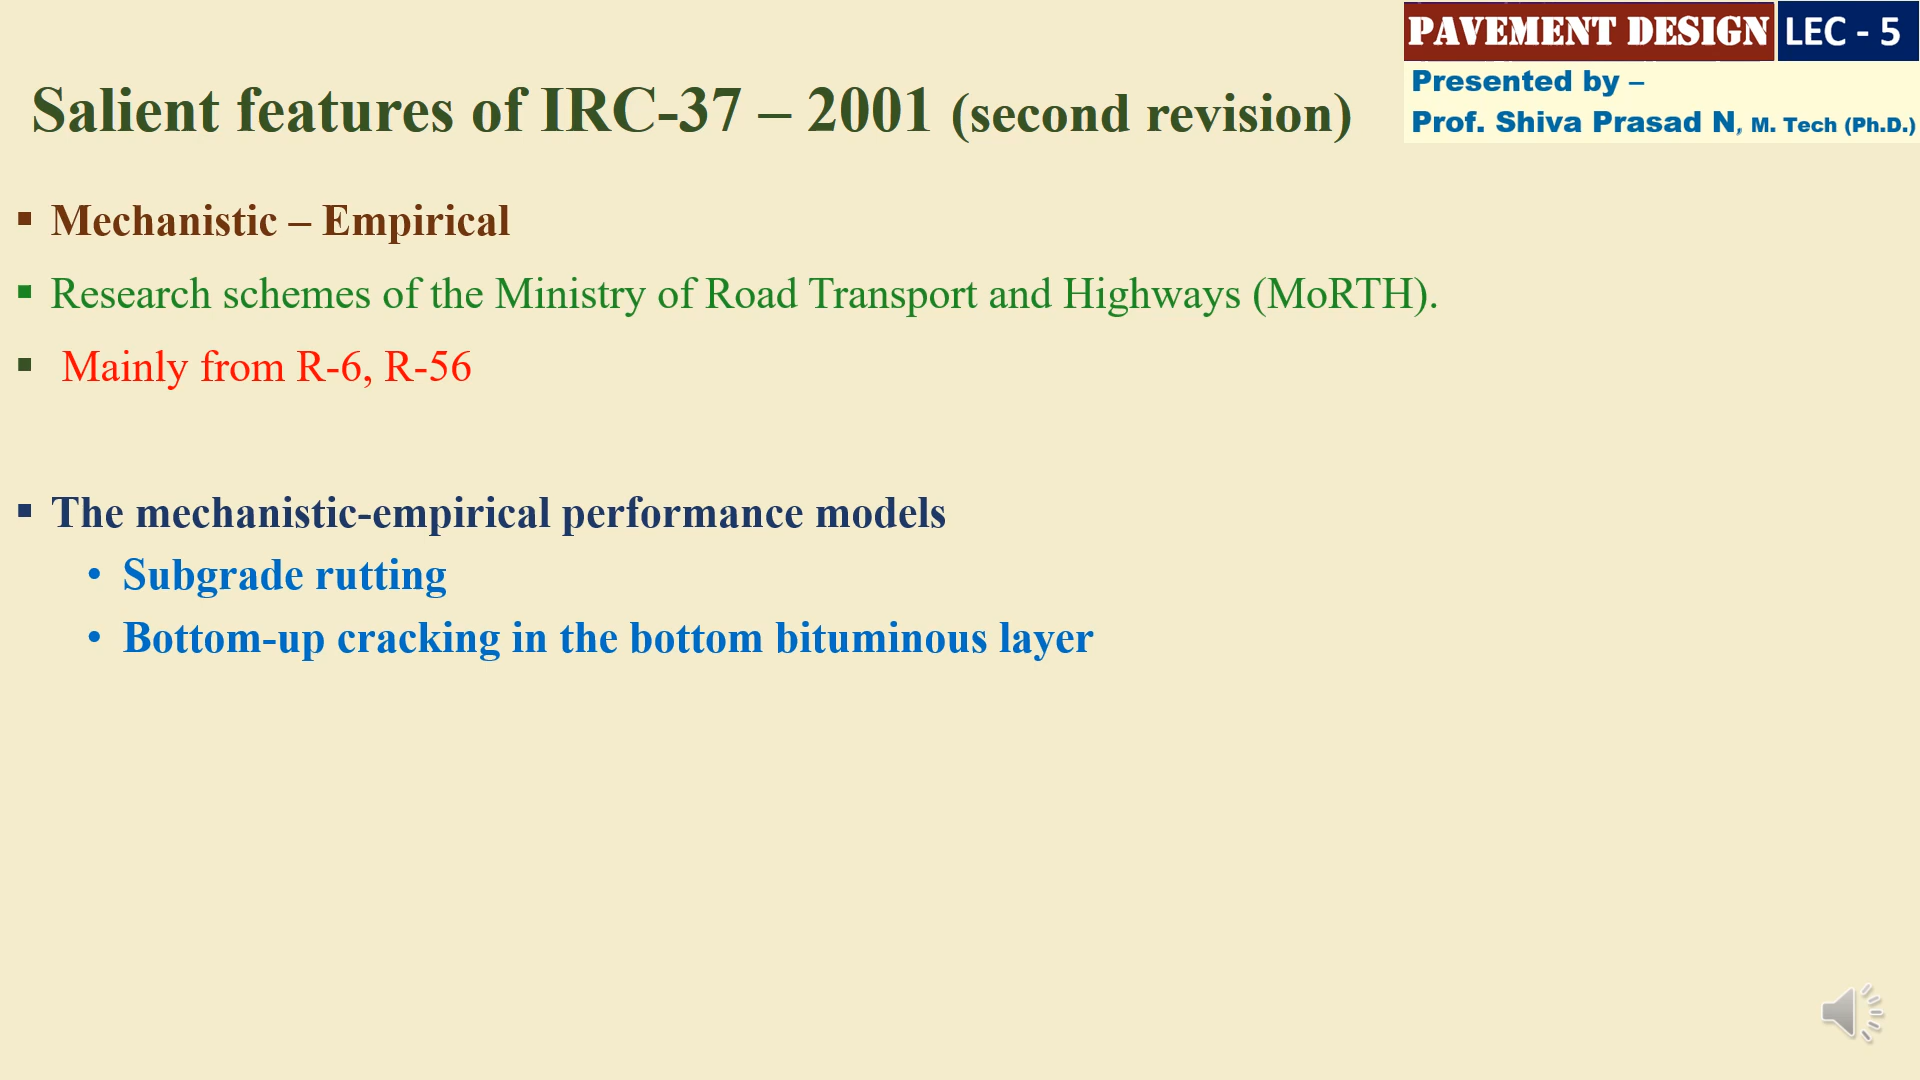 PAVEMENT DESIGN LEC - 5
Presented by –
Prof. Shiva Prasad N, M. Tech (Ph.D.)
Salient features of IRC-37 – 2001 (second revision)
▪ Mechanistic – Empirical
▪ Research schemes of the Ministry of Road Transport and Highways (MoRTH).
▪ Mainly from R-6, R-56
▪ The mechanistic-empirical performance models
• Subgrade rutting
• Bottom-up cracking in the bottom bituminous layer